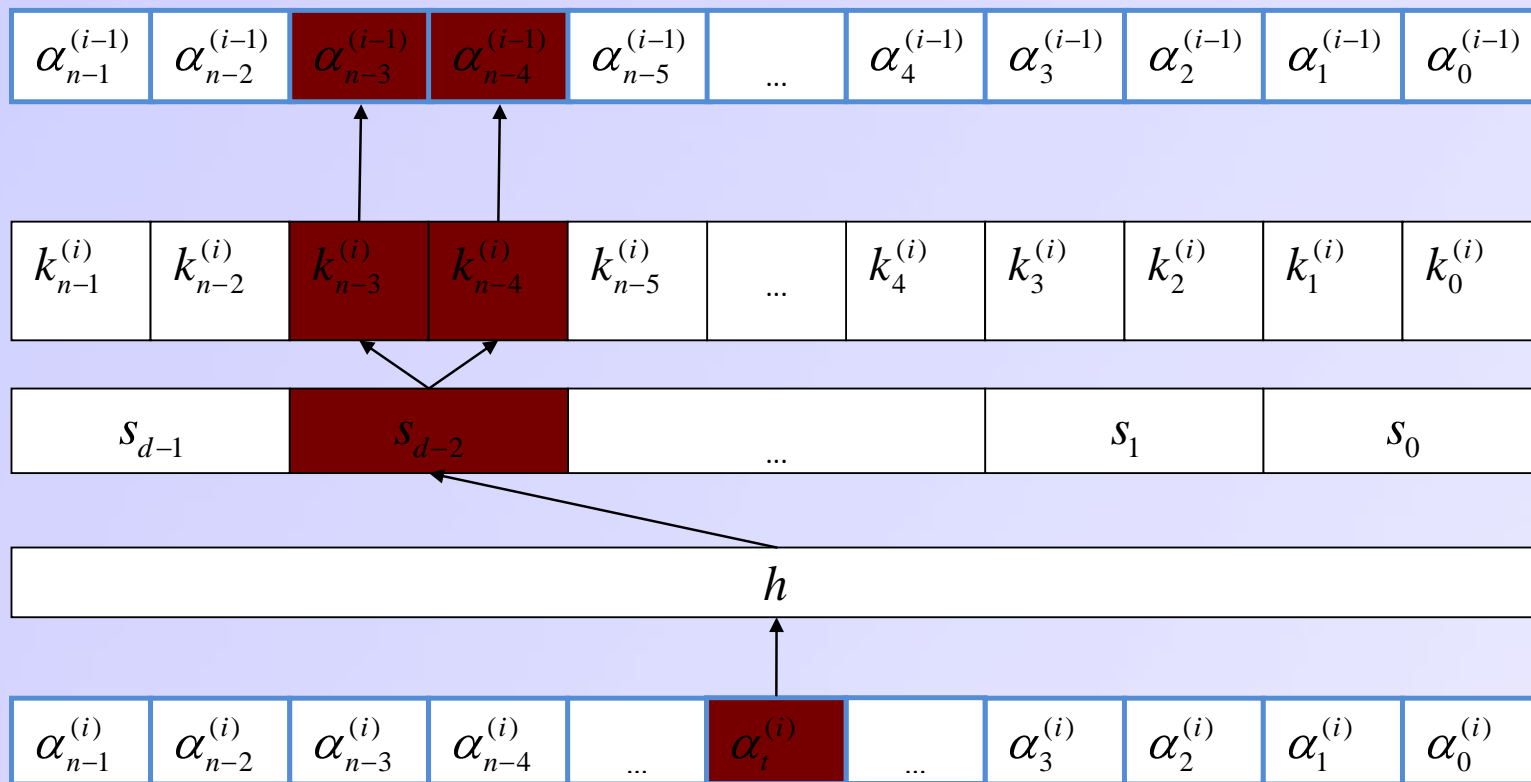 α_{n−1}^{(i−1)} α_{n−2}^{(i−1)} α_{n−3}^{(i−1)} α_{n−4}^{(i−1)} α_{n−5}^{(i−1)} ... α_4^{(i−1)} α_3^{(i−1)} α_2^{(i−1)} α_1^{(i−1)} α_0^{(i−1)}
k_{n−1}^{(i)} k_{n−2}^{(i)} k_{n−3}^{(i)} k_{n−4}^{(i)} k_{n−5}^{(i)} ... k_4^{(i)} k_3^{(i)} k_2^{(i)} k_1^{(i)} k_0^{(i)}
s_{d−1} s_{d−2} ... s_1 s_0
h
α_{n−1}^{(i)} α_{n−2}^{(i)} α_{n−3}^{(i)} α_{n−4}^{(i)} ... α_t^{(i)} ... α_3^{(i)} α_2^{(i)} α_1^{(i)} α_0^{(i)}